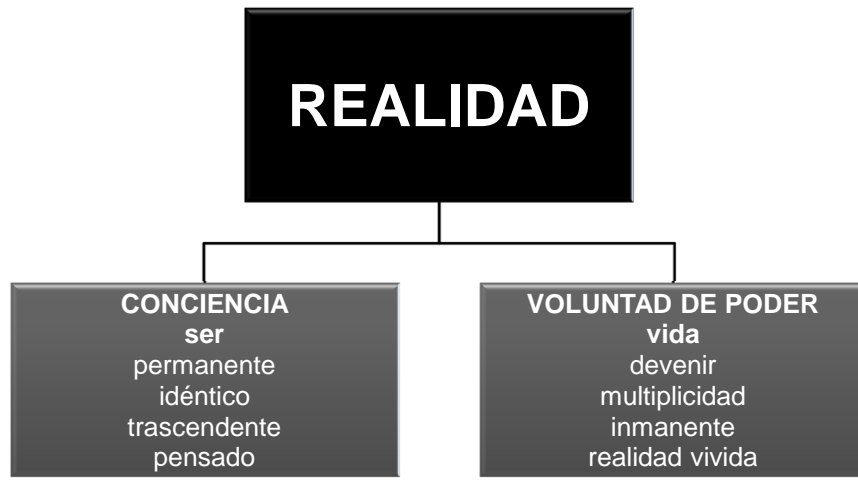 REALIDAD
CONCIENCIA
ser
permanente
idéntico
trascendente
pensado
VOLUNTAD DE PODER
vida
devenir
multiplicidad
inmanente
realidad vivida